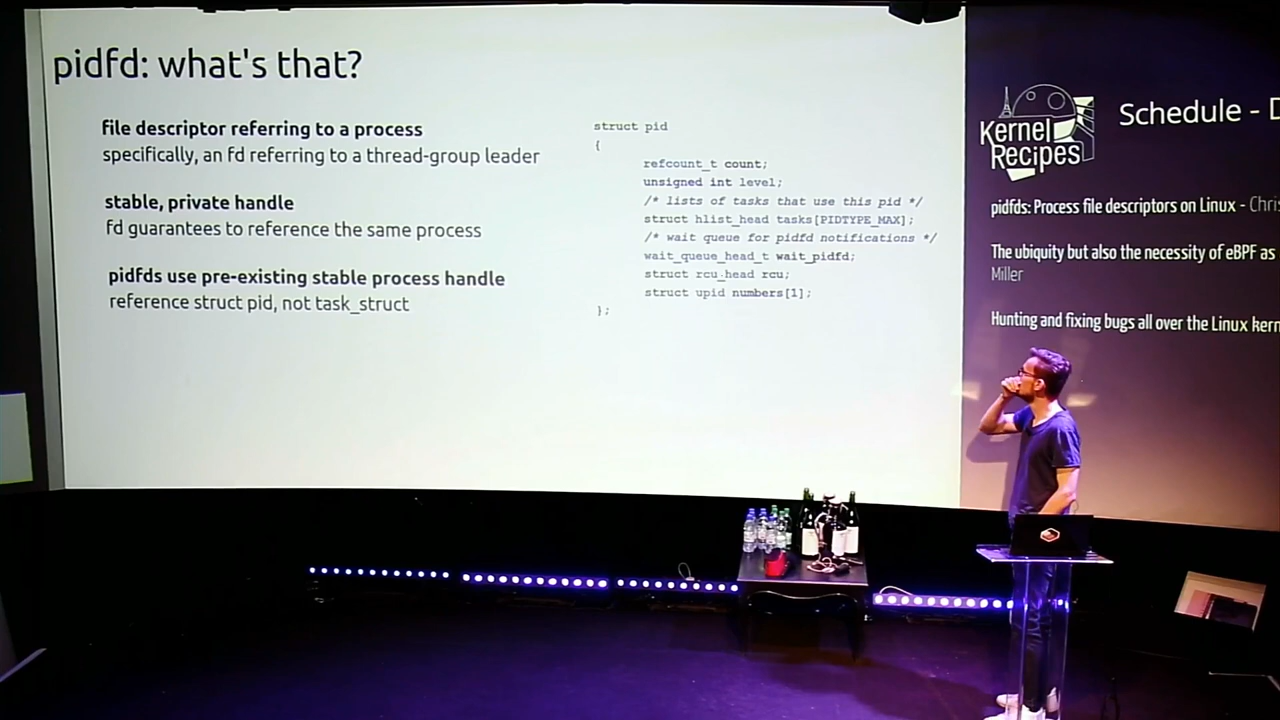 pidfd: what's that?
file descriptor referring to a process
specifically, an fd referring to a thread-group leader
stable, private handle
fd guarantees to reference the same process
pidfds use pre-existing stable process handle
reference struct pid, not task_struct
struct pid
{
refcount_t count;
unsigned int level;
/* lists of tasks that use this pid */
struct hlist_head tasks[PIDTYPE_MAX];
/* wait queue for pidfd notifications */
wait_queue_head_t wait_pidfd;
struct rcu_head rcu;
struct upid numbers[1];
};
Kernel
Recipes
Schedule - D
pidfds: Process file descriptors on Linux - Chris
The ubiquity but also the necessity of eBPF as
Miller
Hunting and fixing bugs all over the Linux kern